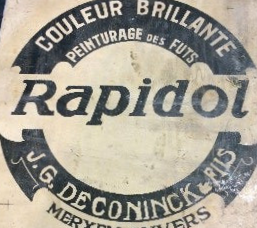 COULEUR BRILLANTE
PEINTURAGE DES FUTS
Rapidol
J. G. DECONINCK & FILS